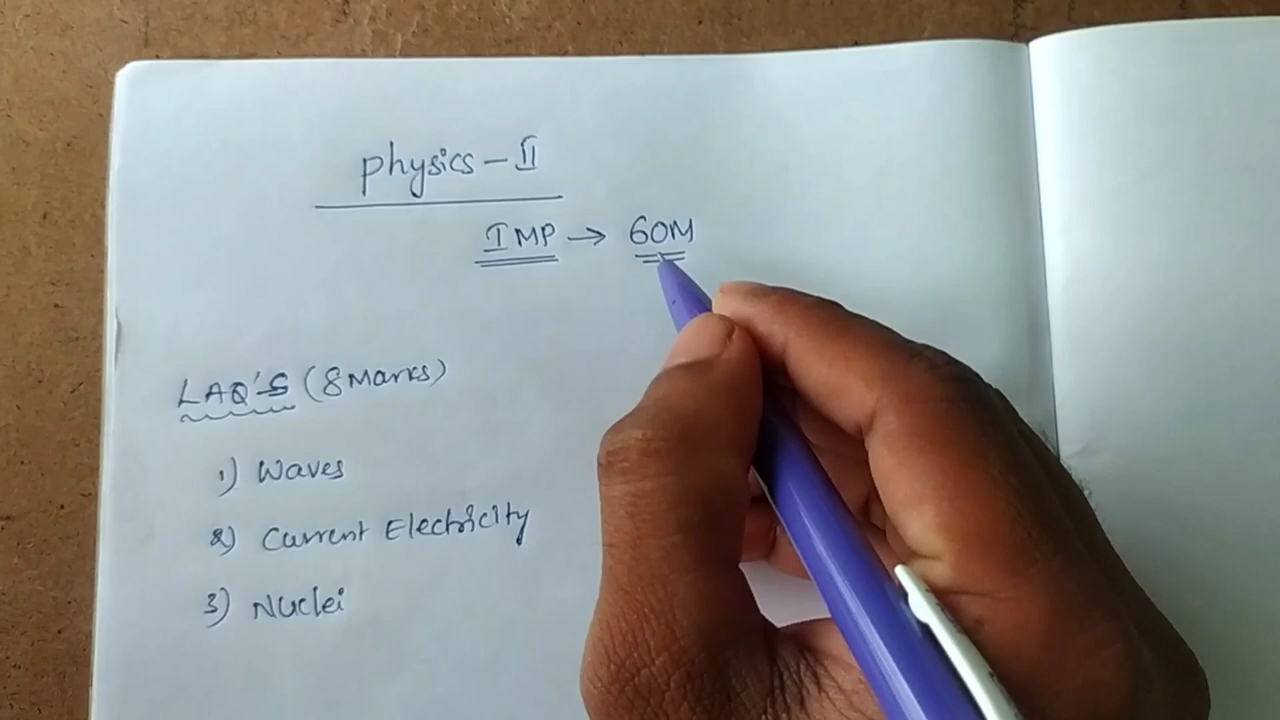 Physics - II
IMP → 60M
LAQ'S (8 Marks)
1) Waves
2) Current Electricity
3) Nuclei